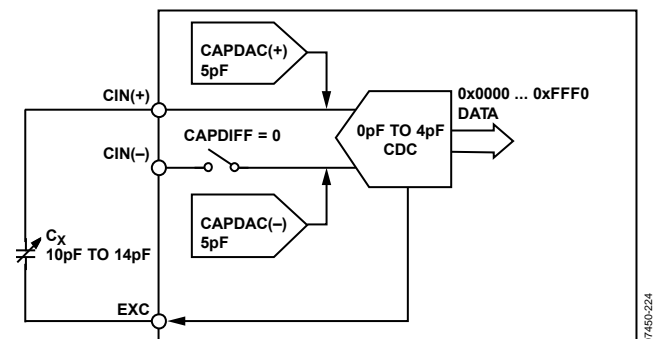 CAPDAC(+)
5pF
CIN(+)
0x0000 ... 0xFFF0
DATA
CAPDIFF = 0
0pF TO 4pF
CDC
CIN(–)
CAPDAC(–)
5pF
CX
10pF TO 14pF
EXC
07450-224